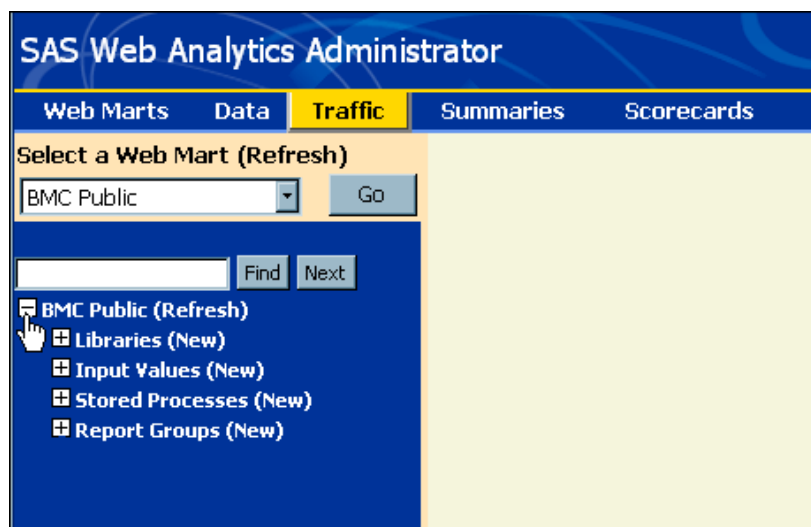 SAS Web Analytics Administrator
Web Marts Data Traffic Summaries Scorecards
Select a Web Mart (Refresh)
BMC Public Go
Find Next
BMC Public (Refresh)
Libraries (New)
Input Values (New)
Stored Processes (New)
Report Groups (New)